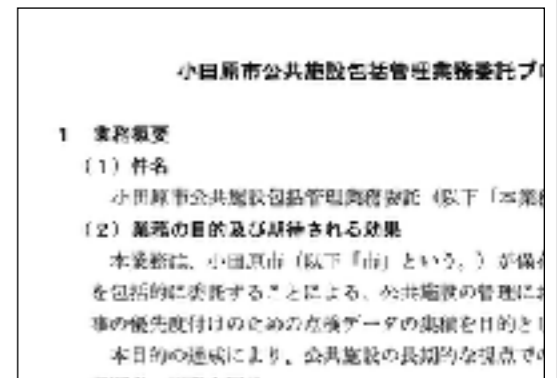 小田原市公共施設包括管理業務委託プロ
1 業務概要
(1)件名
小田原市公共施設包括管理業務委託(以下「本業務
(2)業務の目的及び期待される効果
本業務は、小田原市(以下「市」という。)が保有
を包括的に委託することによる、公共施設の管理にお
事の優先度付けのための点検データの集積を目的とし
本目的の達成により、公共施設の長期的な視点での